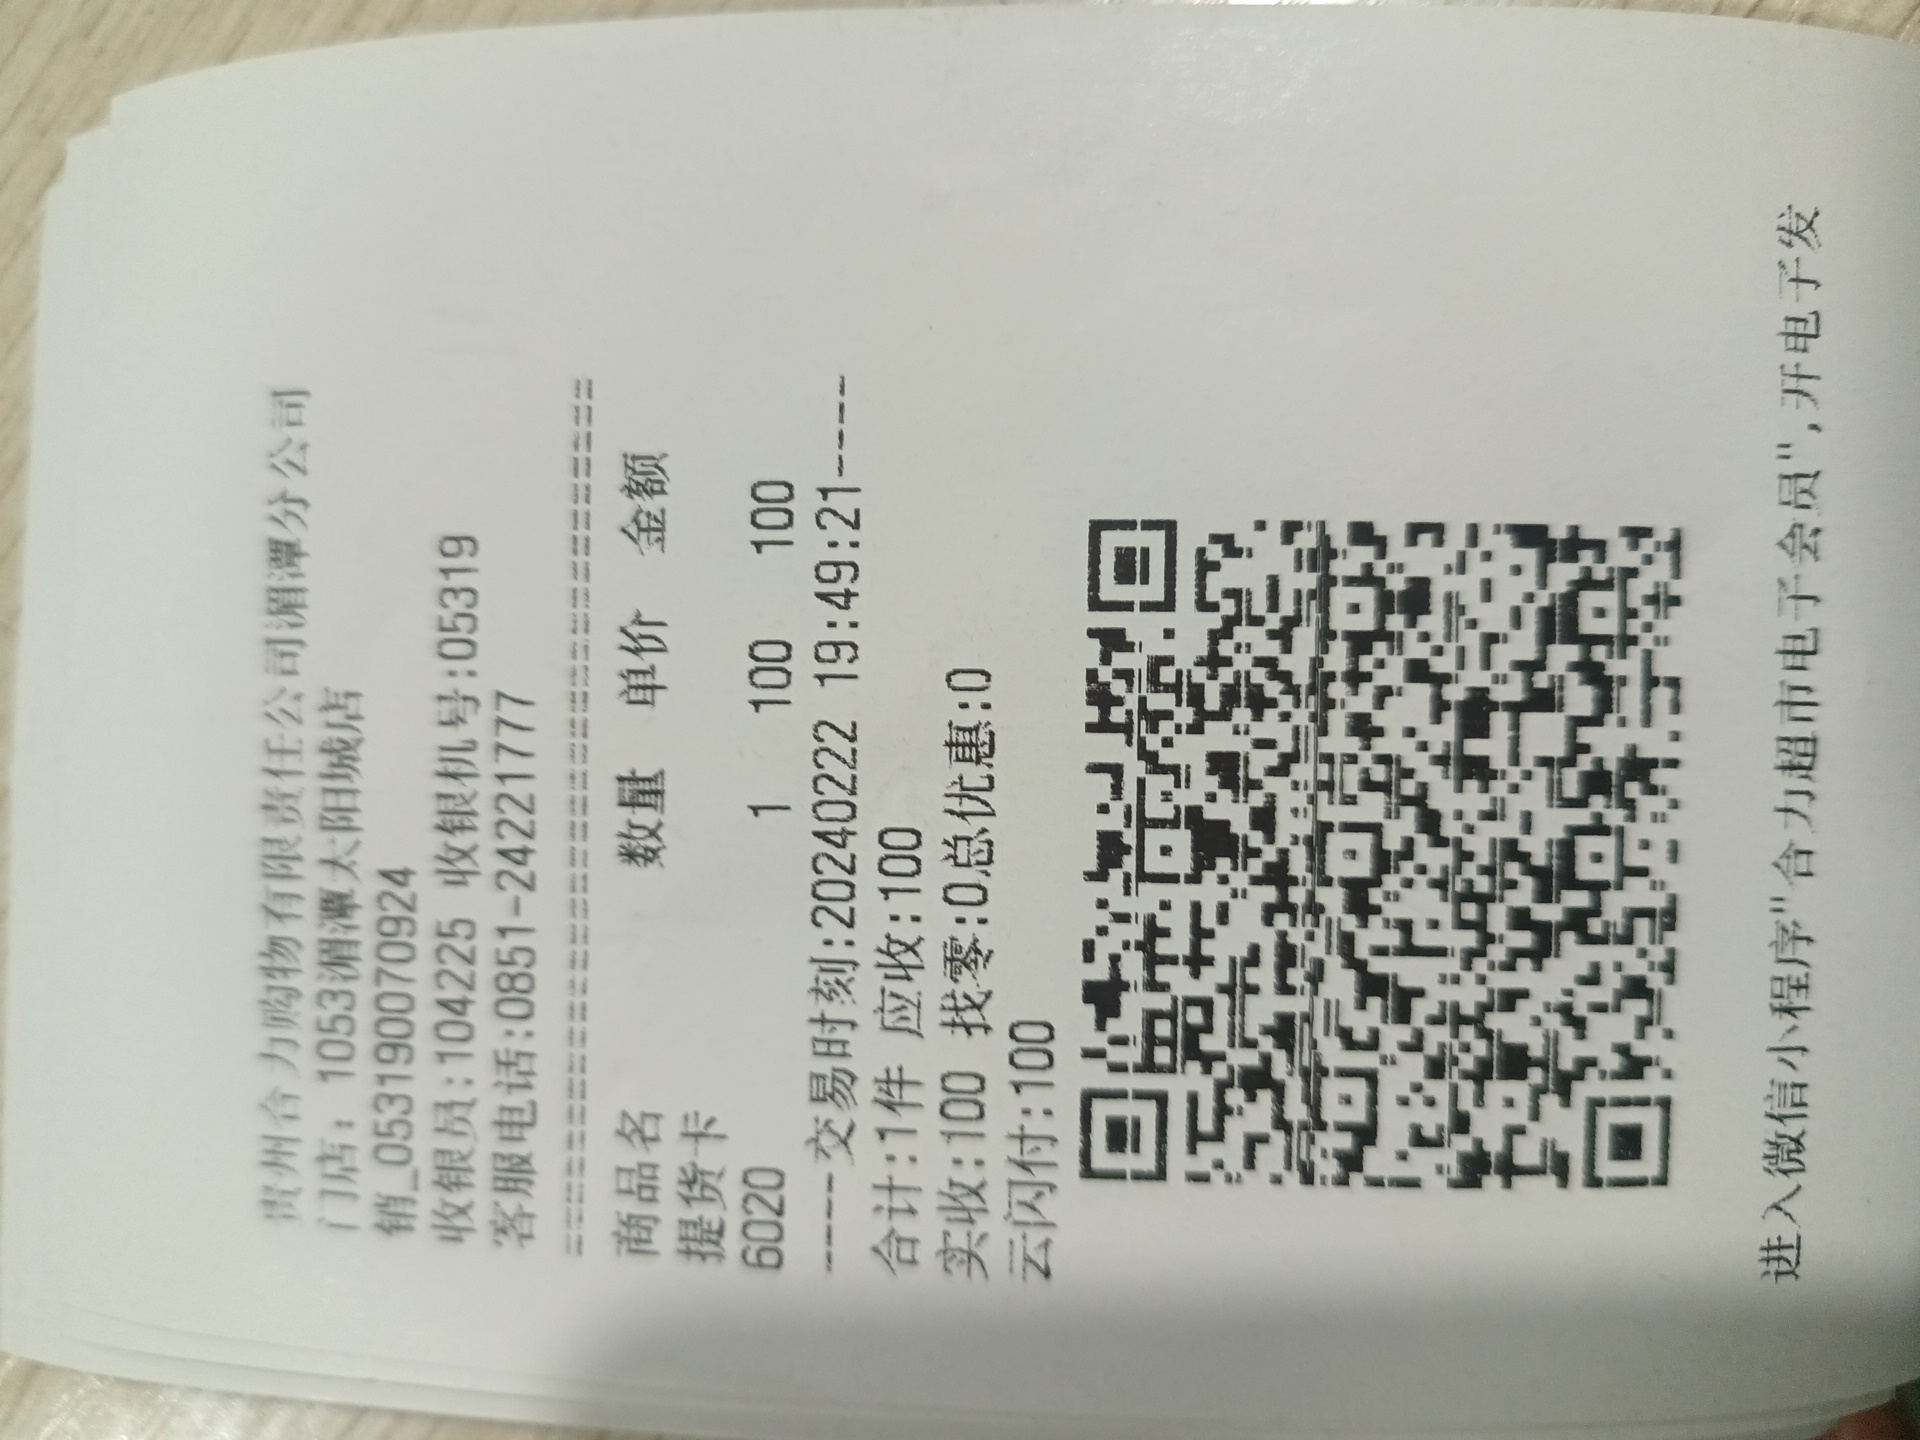 贵州合力购物有限责任公司湄潭分公司
门店: 1053湄潭太阳城店
销_0531900070924
收银员:104225 收银机号:05319
客服电话:0851-24221777
================================
商品名 数量 单价 金额
提货卡
6020 1 100 100
-----交易时刻:20240222 19:49:21-----
合计:1件 应收:100
实收:100 找零:0总优惠:0
云闪付:100
进入微信小程序"合力超市电子会员",开电子发